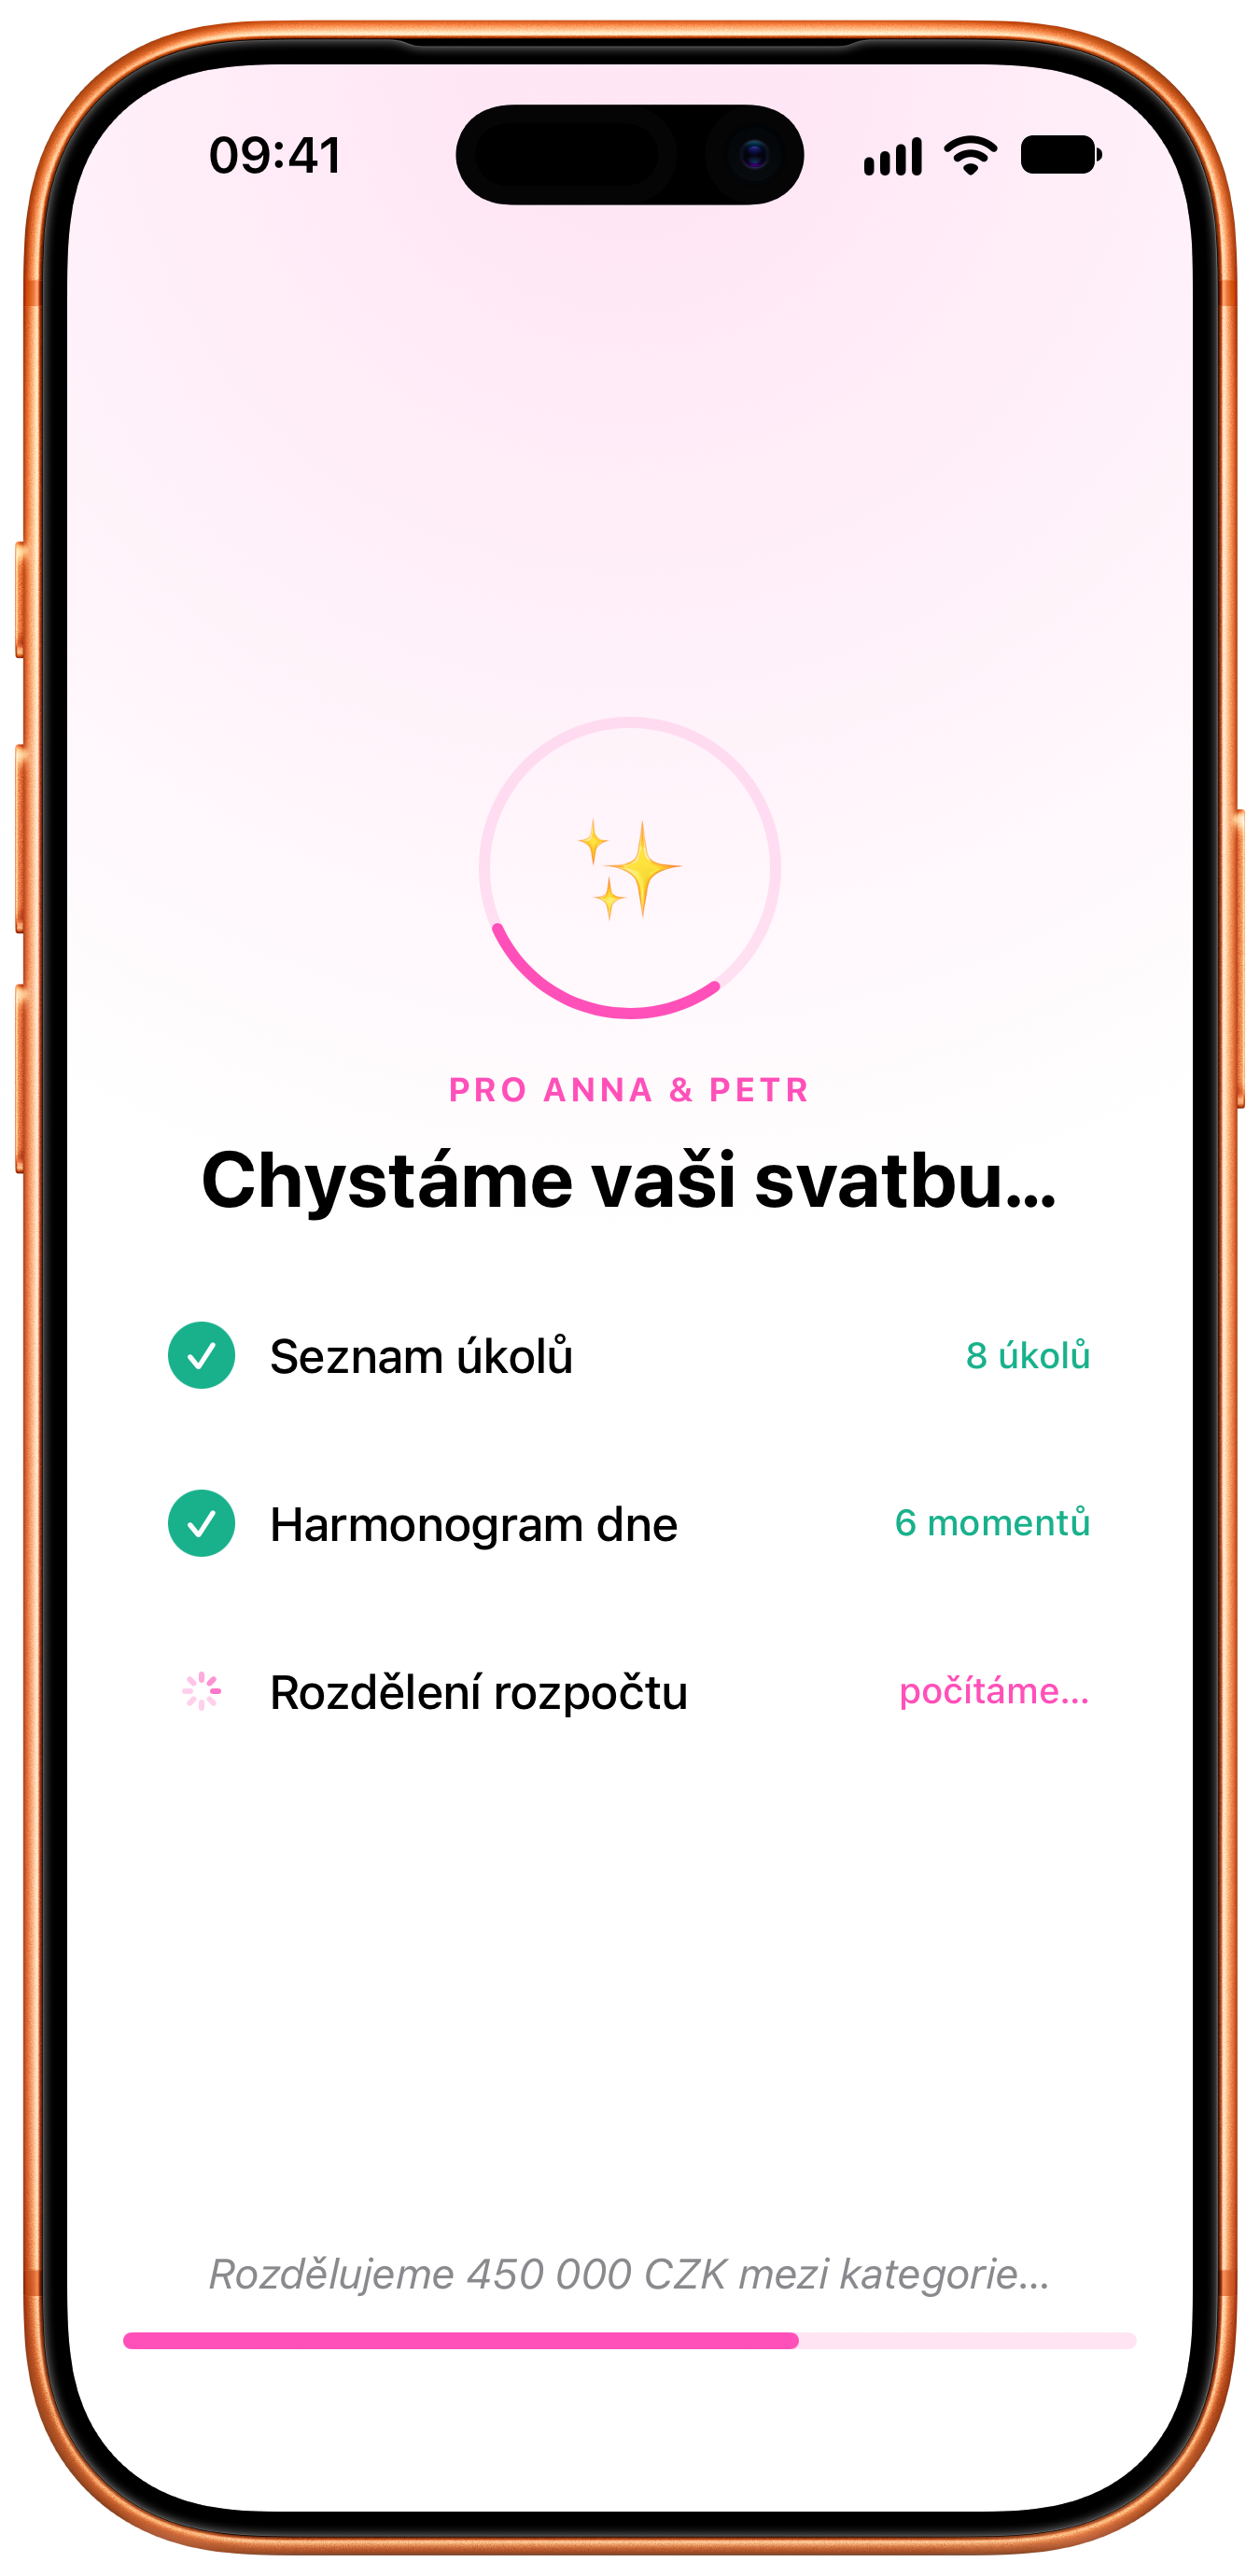 09:41
PRO ANNA & PETR
Chystáme vaši svatbu…
Seznam úkolů 8 úkolů
Harmonogram dne 6 momentů
Rozdělení rozpočtu počítáme…
Rozdělujeme 450 000 CZK mezi kategorie…